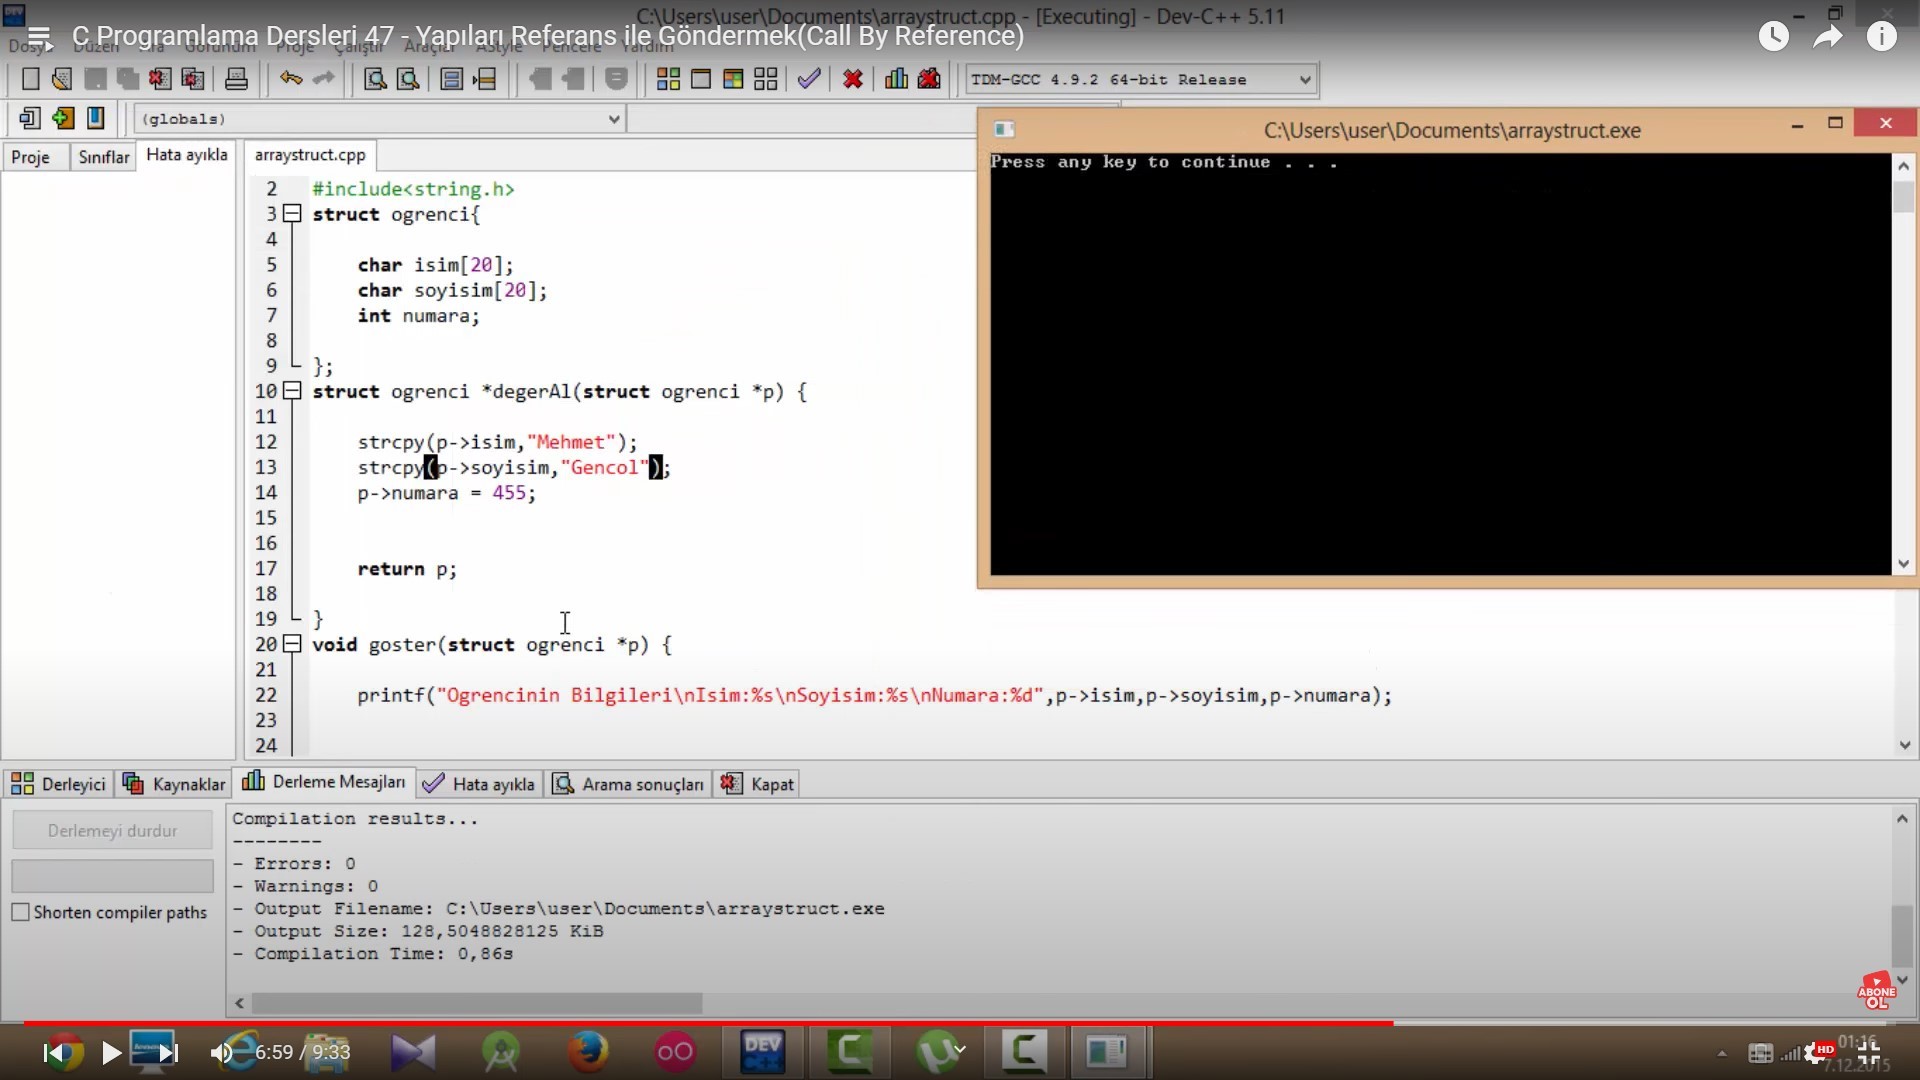 C:\Users\user\Documents\arraystruct.cpp - [Executing] - Dev-C++ 5.11
C Programlama Dersleri 47 - Yapıları Referans ile Göndermek(Call By Reference)
Dosya Düzen Ara Görünüm Proje Çalıştır Araçlar AStyle Pencere Yardım
TDM-GCC 4.9.2 64-bit Release
(globals)
Proje Sınıflar Hata ayıkla
arraystruct.cpp
C:\Users\user\Documents\arraystruct.exe
Press any key to continue . . .
2 #include<string.h>
3 struct ogrenci{
4
5 char isim[20];
6 char soyisim[20];
7 int numara;
8
9 };
10 struct ogrenci *degerAl(struct ogrenci *p) {
11
12 strcpy(p->isim,"Mehmet");
13 strcpy(p->soyisim,"Gencol");
14 p->numara = 455;
15
16
17 return p;
18
19 }
20 void goster(struct ogrenci *p) {
21
22 printf("Ogrencinin Bilgileri\nIsim:%s\nSoyisim:%s\nNumara:%d",p->isim,p->soyisim,p->numara);
23
24
Derleyici Kaynaklar Derleme Mesajları Hata ayıkla Arama sonuçları Kapat
Derlemeyi durdur
Shorten compiler paths
Compilation results...
--------
- Errors: 0
- Warnings: 0
- Output Filename: C:\Users\user\Documents\arraystruct.exe
- Output Size: 128,5048828125 KiB
- Compilation Time: 0,86s
ABONE OL
6:59 / 9:33
DEV
HD
01:16
7.12.2015